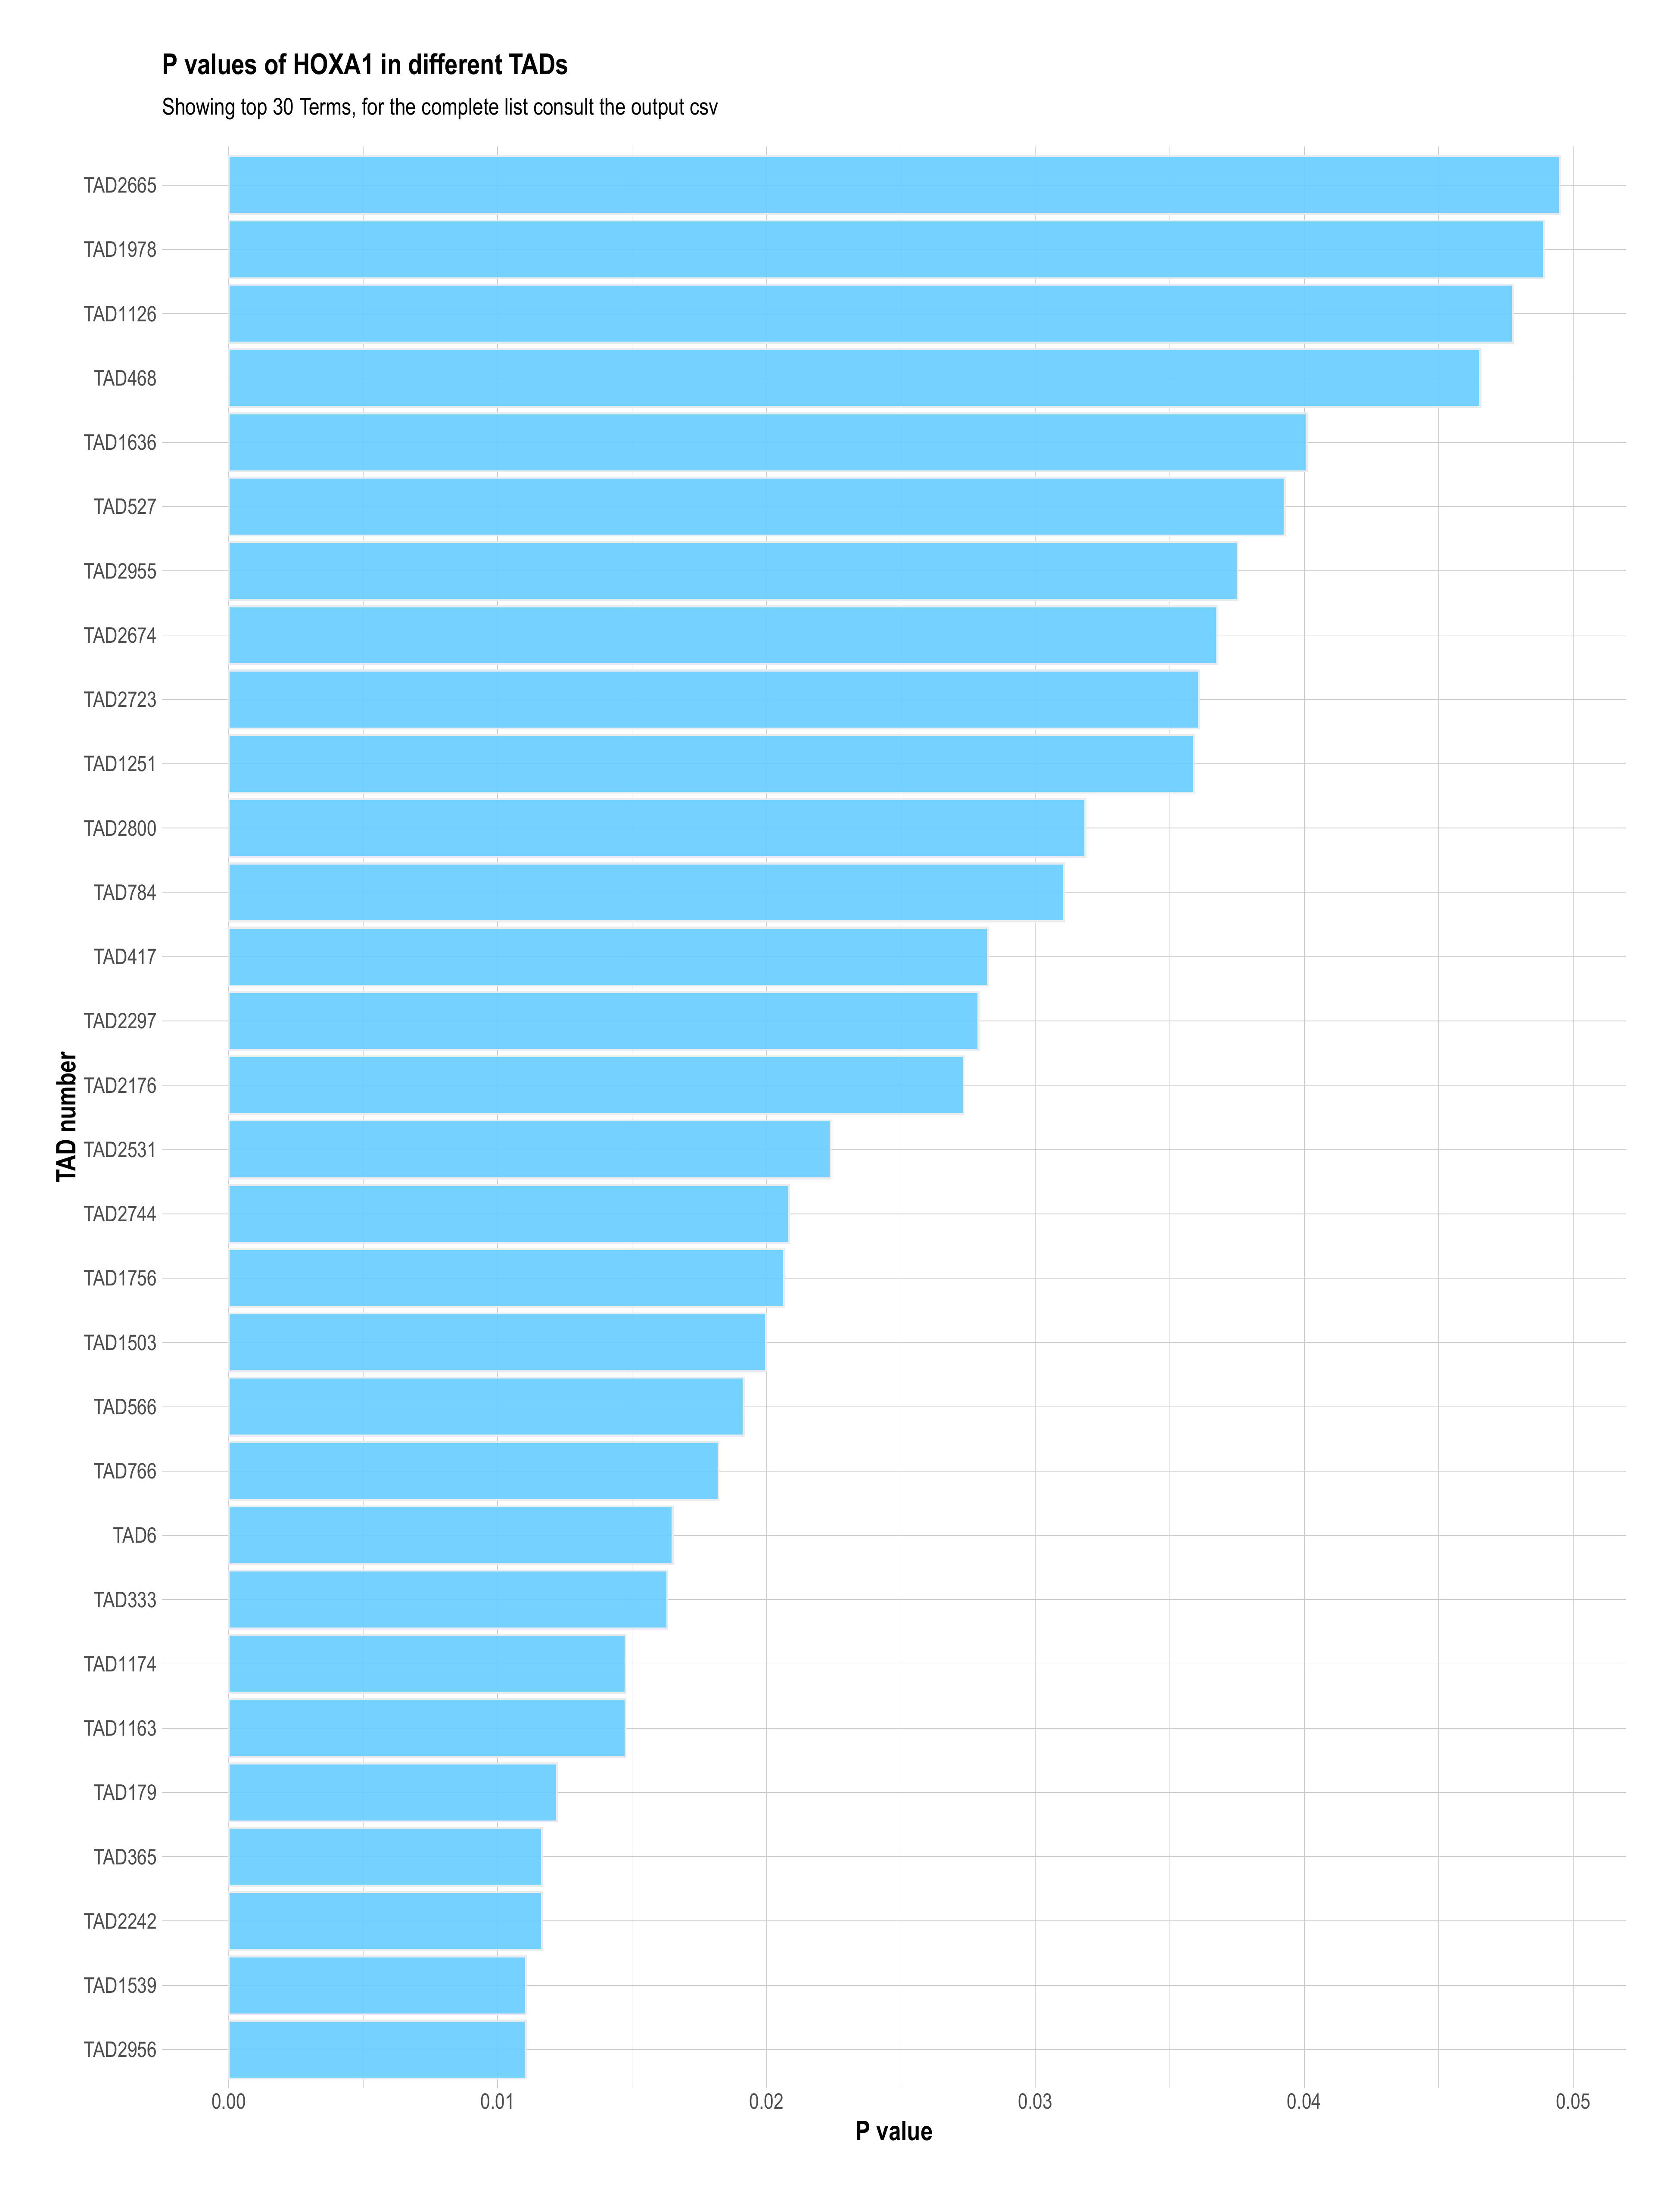 P values of HOXA1 in different TADs
Showing top 30 Terms, for the complete list consult the output csv
TAD number
TAD2665
TAD1978
TAD1126
TAD468
TAD1636
TAD527
TAD2955
TAD2674
TAD2723
TAD1251
TAD2800
TAD784
TAD417
TAD2297
TAD2176
TAD2531
TAD2744
TAD1756
TAD1503
TAD566
TAD766
TAD6
TAD333
TAD1174
TAD1163
TAD179
TAD365
TAD2242
TAD1539
TAD2956
0.00 0.01 0.02 0.03 0.04 0.05
P value